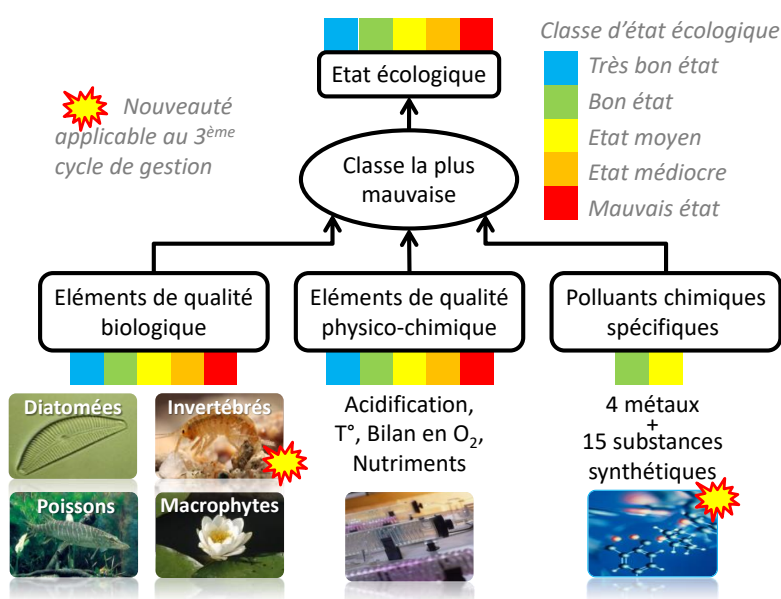 Classe d'état écologique
Très bon état
Bon état
Etat moyen
Etat médiocre
Mauvais état
Etat écologique
Nouveauté
applicable au 3ème
cycle de gestion
Classe la plus
mauvaise
Eléments de qualité
biologique
Eléments de qualité
physico-chimique
Polluants chimiques
spécifiques
Diatomées
Invertébrés
Poissons
Macrophytes
Acidification,
T°, Bilan en O2,
Nutriments
4 métaux
+
15 substances
synthétiques